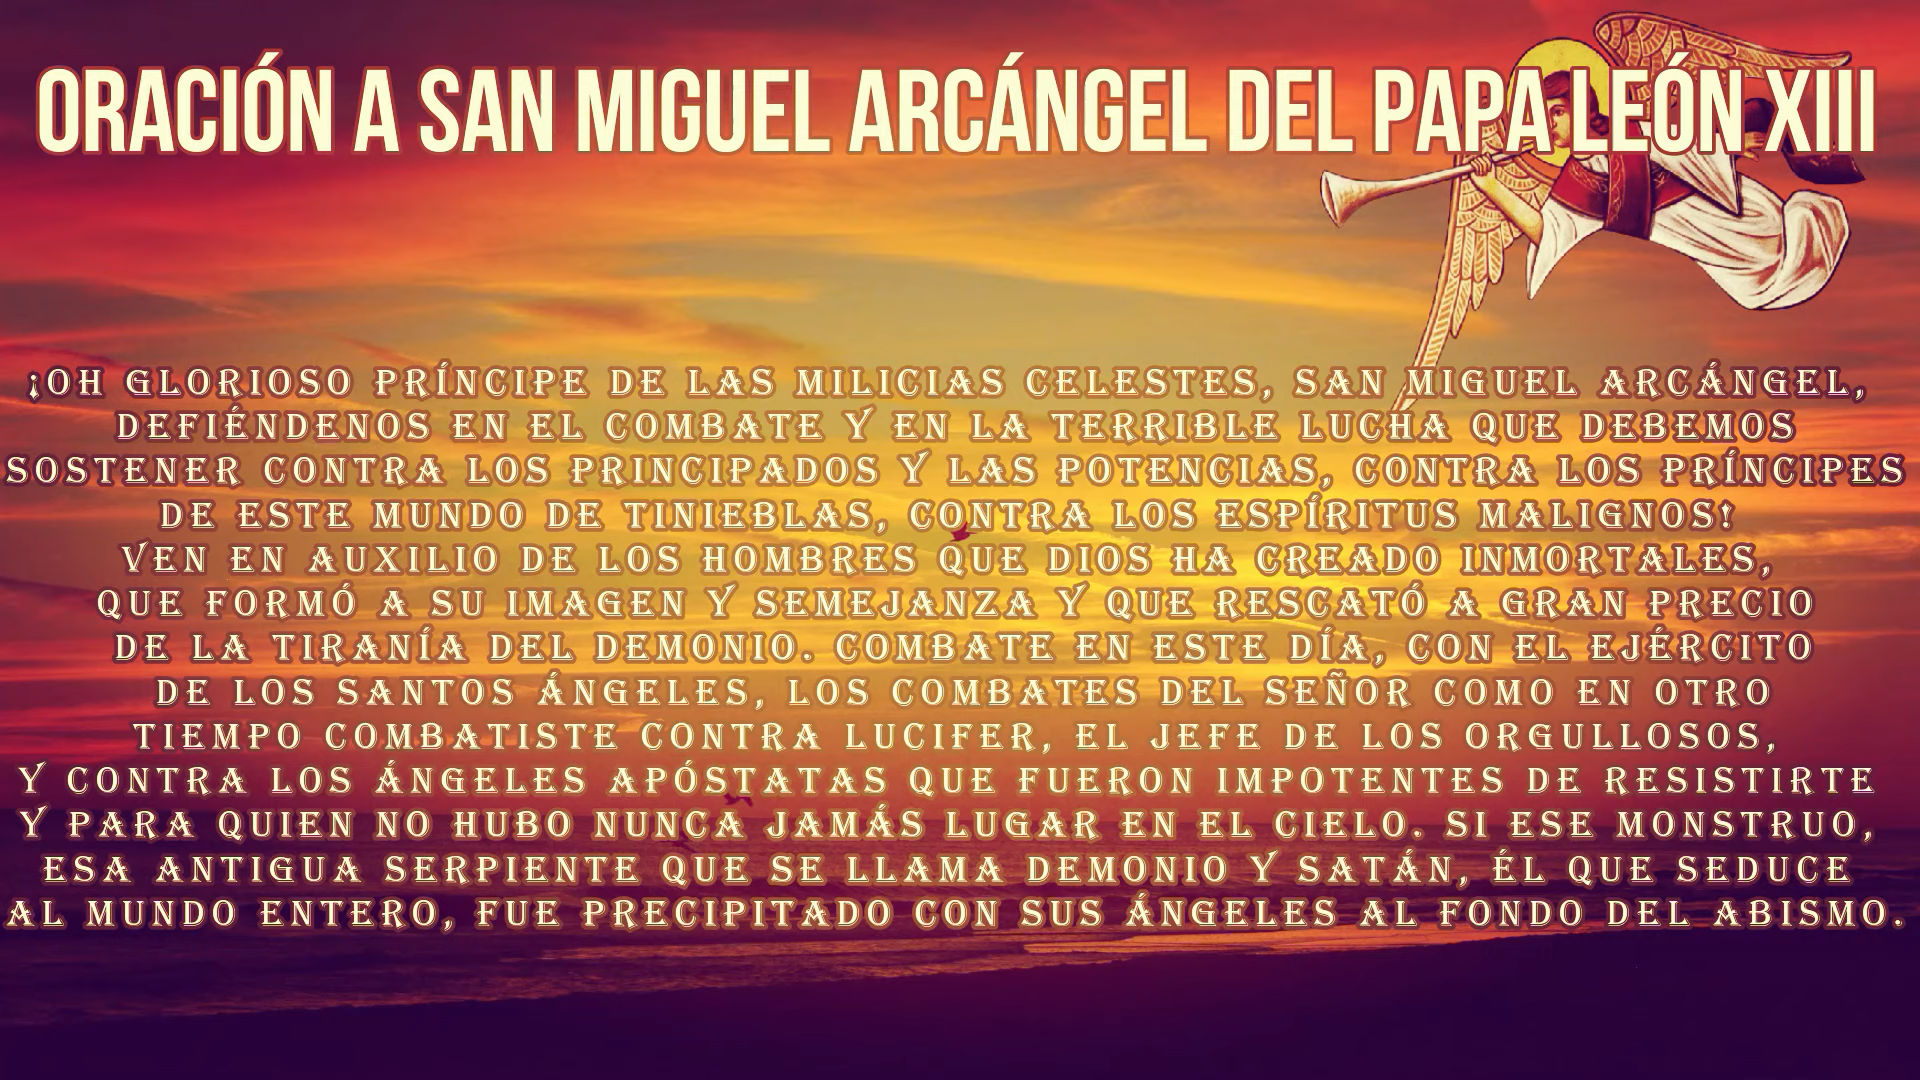 ORACIÓN A SAN MIGUEL ARCÁNGEL DEL PAPA LEÓN XIII
¡OH GLORIOSO PRÍNCIPE DE LAS MILICIAS CELESTES, SAN MIGUEL ARCÁNGEL,
DEFIÉNDENOS EN EL COMBATE Y EN LA TERRIBLE LUCHA QUE DEBEMOS
SOSTENER CONTRA LOS PRINCIPADOS Y LAS POTENCIAS, CONTRA LOS PRÍNCIPES
DE ESTE MUNDO DE TINIEBLAS, CONTRA LOS ESPÍRITUS MALIGNOS!
VEN EN AUXILIO DE LOS HOMBRES QUE DIOS HA CREADO INMORTALES,
QUE FORMÓ A SU IMAGEN Y SEMEJANZA Y QUE RESCATÓ A GRAN PRECIO
DE LA TIRANÍA DEL DEMONIO. COMBATE EN ESTE DÍA, CON EL EJÉRCITO
DE LOS SANTOS ÁNGELES, LOS COMBATES DEL SEÑOR COMO EN OTRO
TIEMPO COMBATISTE CONTRA LUCIFER, EL JEFE DE LOS ORGULLOSOS,
Y CONTRA LOS ÁNGELES APÓSTATAS QUE FUERON IMPOTENTES DE RESISTIRTE
Y PARA QUIEN NO HUBO NUNCA JAMÁS LUGAR EN EL CIELO. SI ESE MONSTRUO,
ESA ANTIGUA SERPIENTE QUE SE LLAMA DEMONIO Y SATÁN, ÉL QUE SEDUCE
AL MUNDO ENTERO, FUE PRECIPITADO CON SUS ÁNGELES AL FONDO DEL ABISMO.